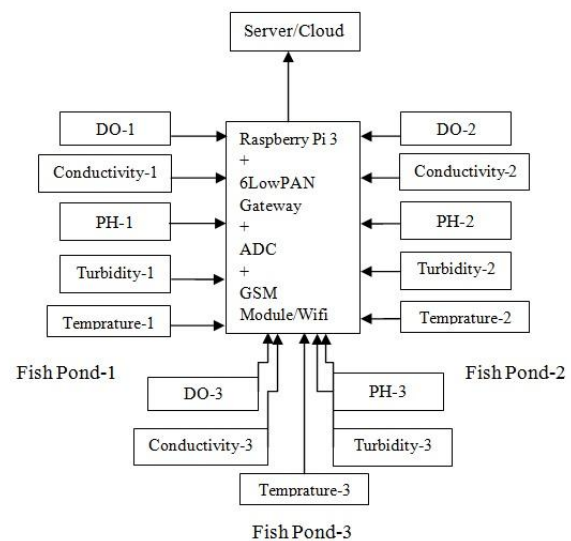 Server/Cloud
DO-1
Conductivity-1
PH-1
Turbidity-1
Temprature-1
Raspberry Pi 3
+
6LowPAN
Gateway
+
ADC
+
GSM
Module/Wifi
DO-2
Conductivity-2
PH-2
Turbidity-2
Temprature-2
Fish Pond-1
Fish Pond-2
DO-3
PH-3
Conductivity-3
Turbidity-3
Temprature-3
Fish Pond-3